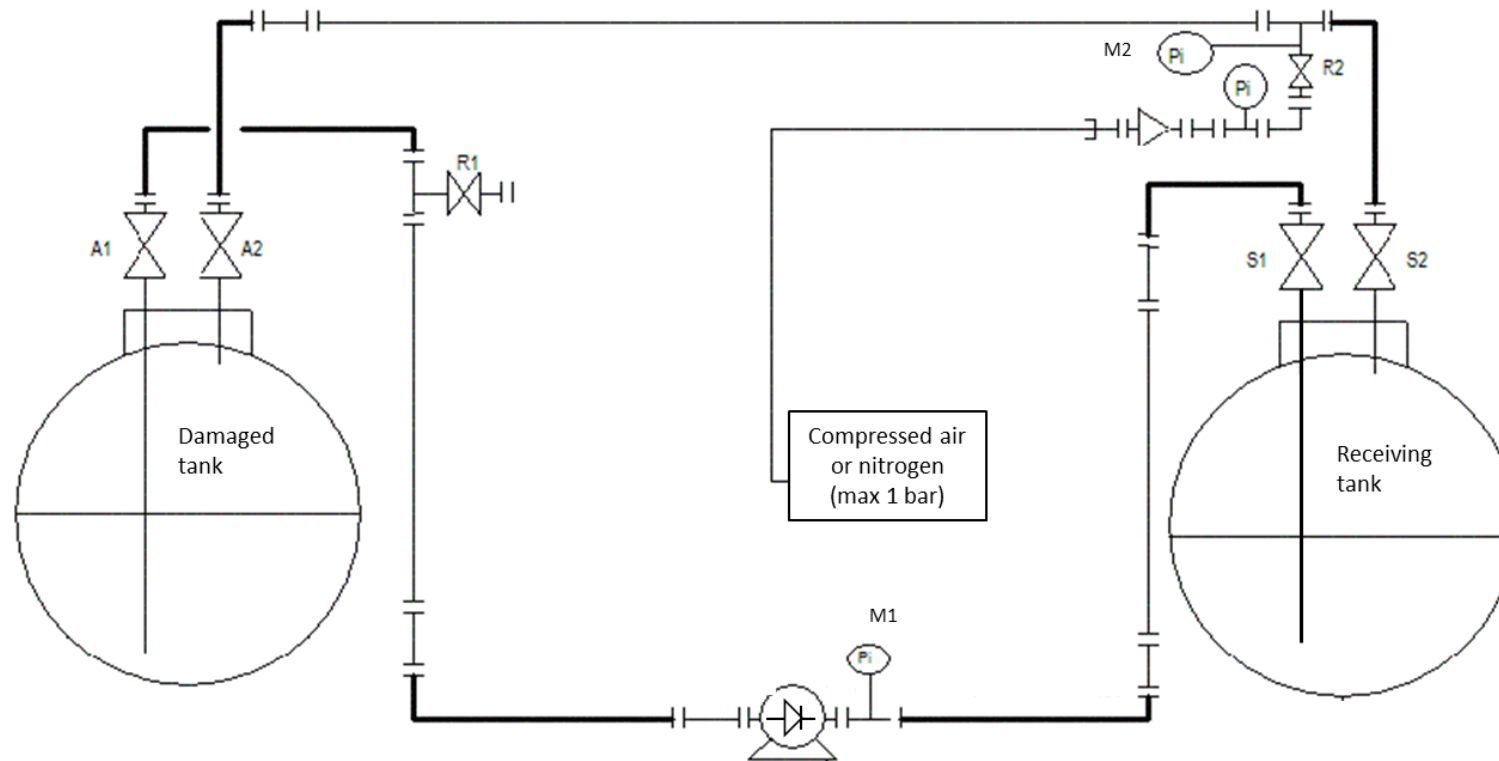 M2
Pi
R2
Pi
R1
A1
A2
S1
S2
Damaged
tank
Compressed air
or nitrogen
(max 1 bar)
Receiving
tank
M1
Pi